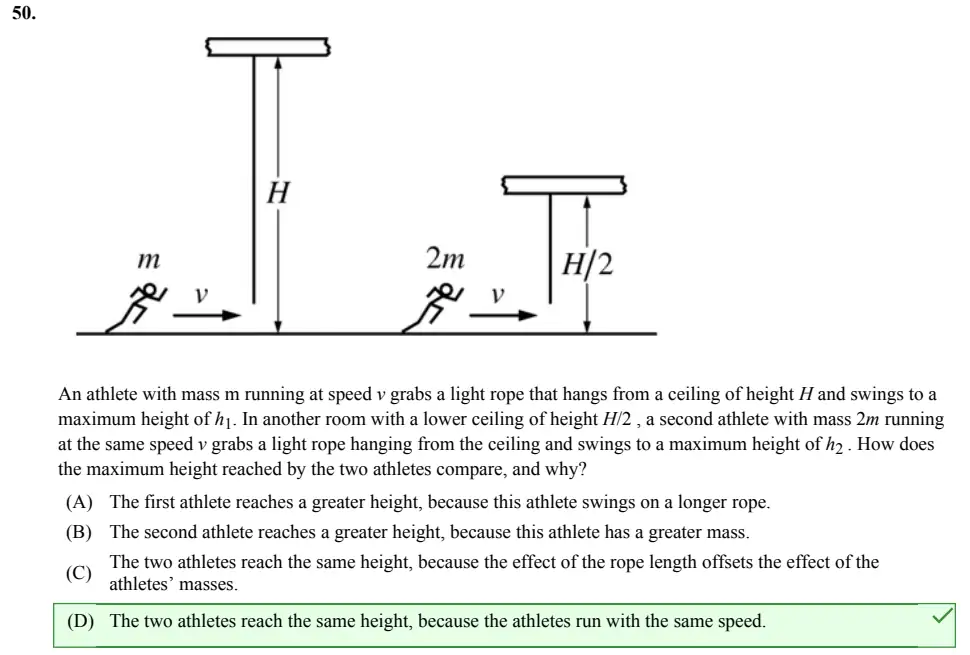 50.
H
m
v
2m
v
H/2
An athlete with mass m running at speed v grabs a light rope that hangs from a ceiling of height H and swings to a
maximum height of h1. In another room with a lower ceiling of height H/2 , a second athlete with mass 2m running
at the same speed v grabs a light rope hanging from the ceiling and swings to a maximum height of h2 . How does
the maximum height reached by the two athletes compare, and why?
(A) The first athlete reaches a greater height, because this athlete swings on a longer rope.
(B) The second athlete reaches a greater height, because this athlete has a greater mass.
(C) The two athletes reach the same height, because the effect of the rope length offsets the effect of the
athletes’ masses.
(D) The two athletes reach the same height, because the athletes run with the same speed.